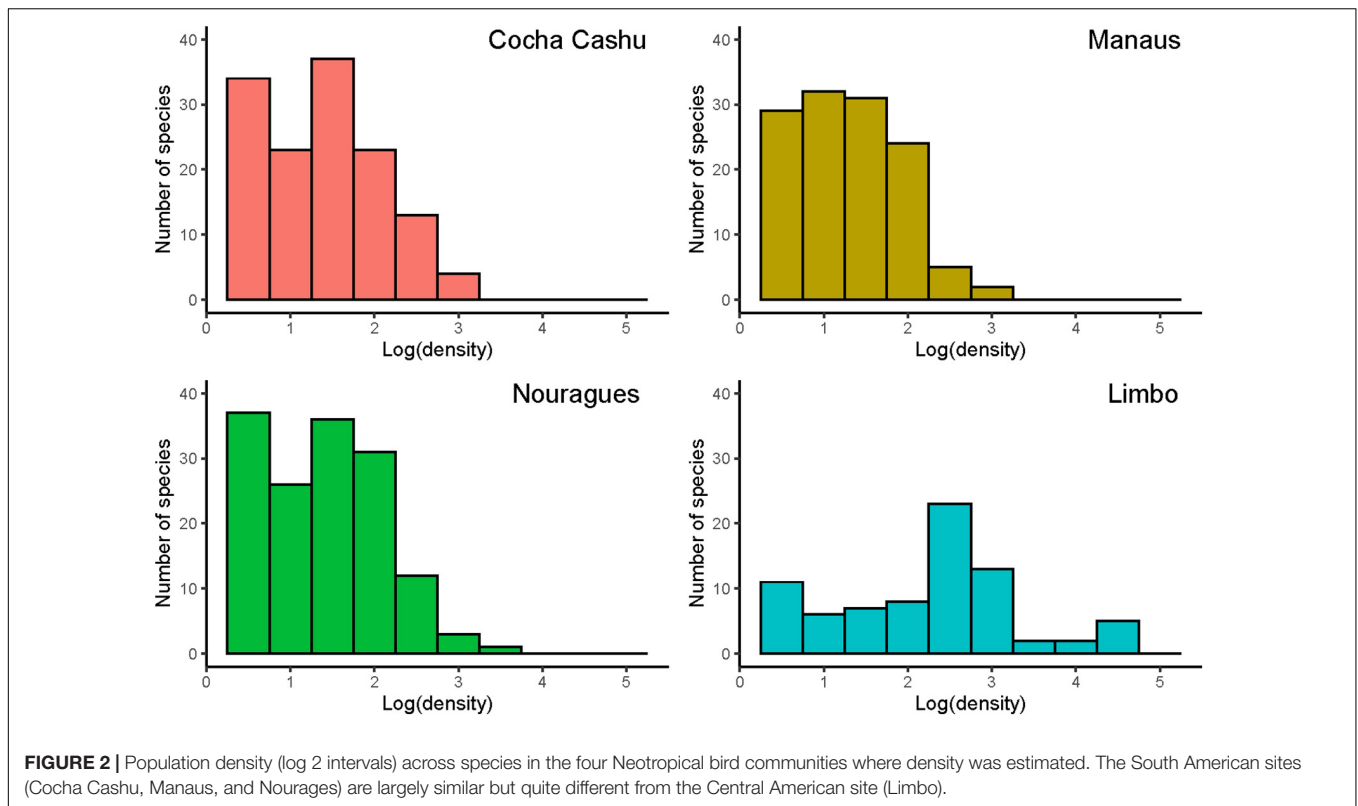 Cocha Cashu
Number of species
40
30
20
10
0
0 1 2 3 4 5
Log(density)
Manaus
Number of species
40
30
20
10
0
0 1 2 3 4 5
Log(density)
Nouragues
Number of species
40
30
20
10
0
0 1 2 3 4 5
Log(density)
Limbo
Number of species
40
30
20
10
0
0 1 2 3 4 5
Log(density)
FIGURE 2 | Population density (log 2 intervals) across species in the four Neotropical bird communities where density was estimated. The South American sites
(Cocha Cashu, Manaus, and Nourages) are largely similar but quite different from the Central American site (Limbo).